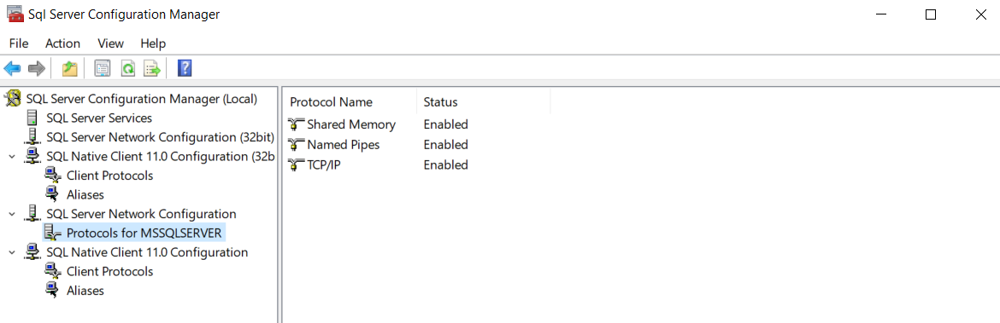 Sql Server Configuration Manager
File Action View Help
SQL Server Configuration Manager (Local)
SQL Server Services
SQL Server Network Configuration (32bit)
SQL Native Client 11.0 Configuration (32b
Client Protocols
Aliases
SQL Server Network Configuration
Protocols for MSSQLSERVER
SQL Native Client 11.0 Configuration
Client Protocols
Aliases
Protocol Name Status
Shared Memory Enabled
Named Pipes Enabled
TCP/IP Enabled